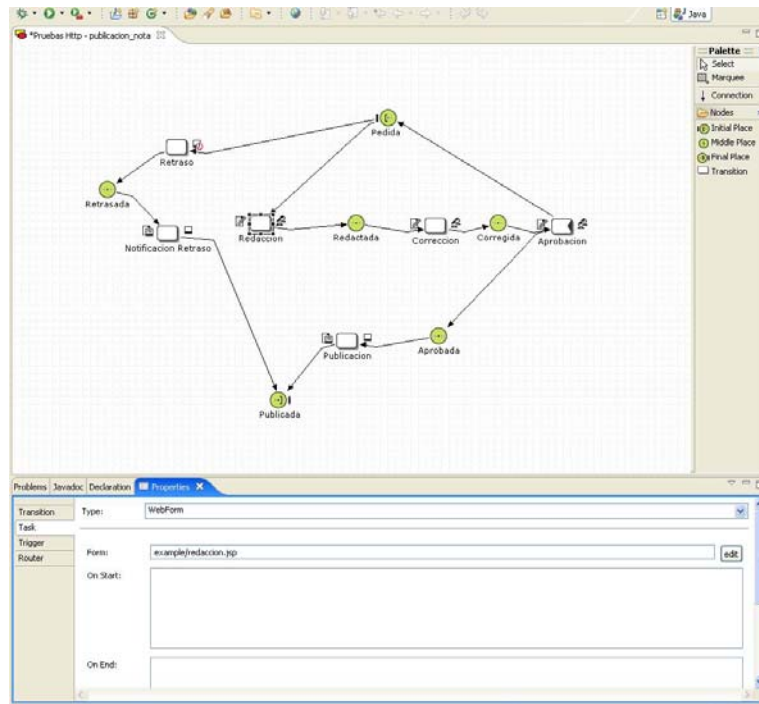 Java
*Pruebas Http - publicacion_nota
Palette
Select
Marquee
Connection
Nodes
Initial Place
Middle Place
Final Place
Transition
Pedida
Retraso
Retrasada
Notificacion Retraso
Redaccion
Redactada
Correccion
Corregida
Aprobacion
Publicacion
Aprobada
Publicada
Problems Javadoc Declaration Properties
Transition
Task
Trigger
Router
Type: WebForm
Form: example/redaccion.jsp edit
On Start:
On End: